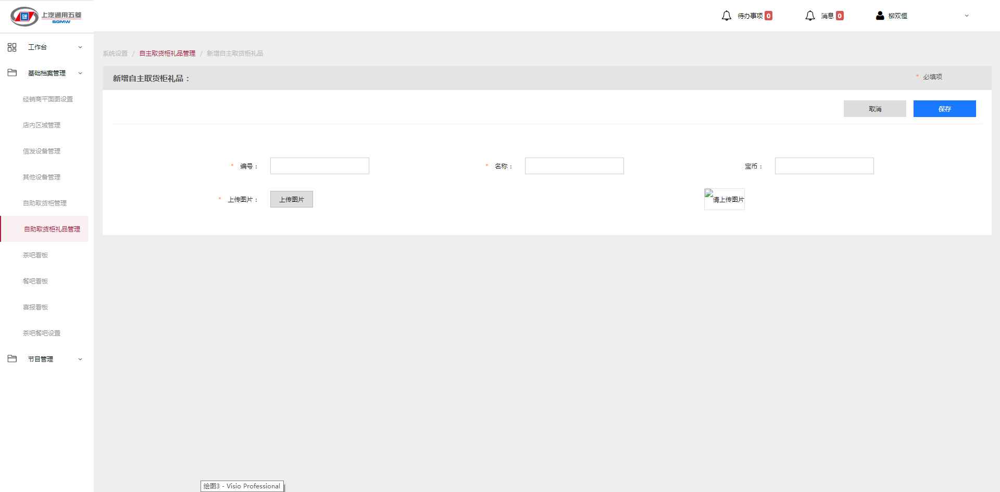 上汽通用五菱
SGMW
待办事项 0
消息 0
柳双恒
工作台
基础档案管理
经销商平面图设置
店内区域管理
信发设备管理
其他设备管理
自助取货柜管理
自助取货柜礼品管理
茶吧看板
餐吧看板
喜报看板
茶吧餐吧设置
节目管理
系统设置 / 自主取货柜礼品管理 / 新增自主取货柜礼品
新增自主取货柜礼品：
* 必填项
取消
保存
* 编号：
* 名称：
宝币：
* 上传图片：
上传图片
请上传图片
绘图3 - Visio Professional